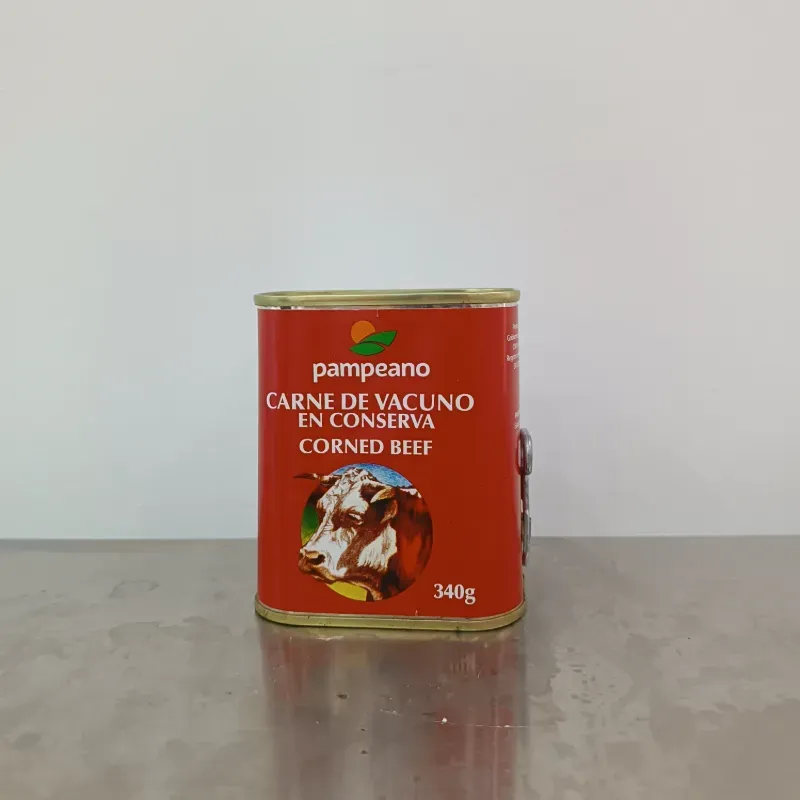 pampeano
CARNE DE VACUNO
EN CONSERVA
CORNED BEEF
340g